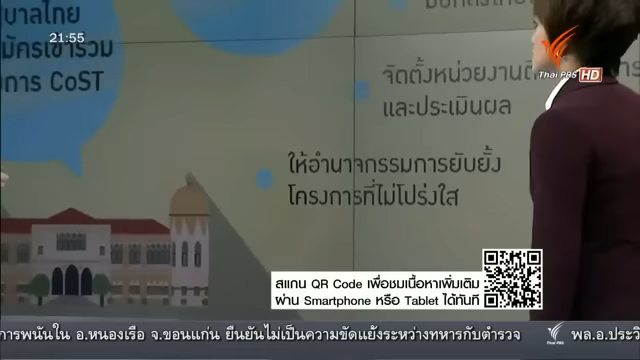 21:55
บาลไทย
มัครเข้าร่วม
การ CoST
Thai PBS HD
จัดตั้งหน่วยงานติ
และประเมินผล
ให้อำนาจกรรมการยับยั้ง
โครงการที่ไม่โปร่งใส
สแกน QR Code เพื่อชมเนื้อหาเพิ่มเติม
ผ่าน Smartphone หรือ Tablet ได้ทันที
การพนันใน อ.หนองเรือ จ.ขอนแก่น ยืนยันไม่เป็นความขัดแย้งระหว่างทหารกับตำรวจ Thai PBS พล.อ.ประวิ